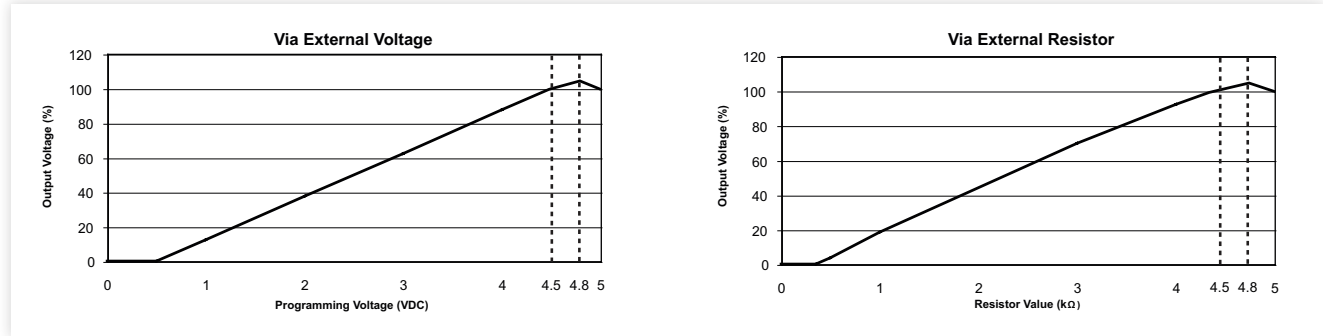 Via External Voltage
120
100
80
60
40
20
0
Output Voltage (%)
0 1 2 3 4 4.5 4.8 5
Programming Voltage (VDC)
Via External Resistor
120
100
80
60
40
20
0
Output Voltage (%)
0 1 2 3 4 4.5 4.8 5
Resistor Value (kΩ)